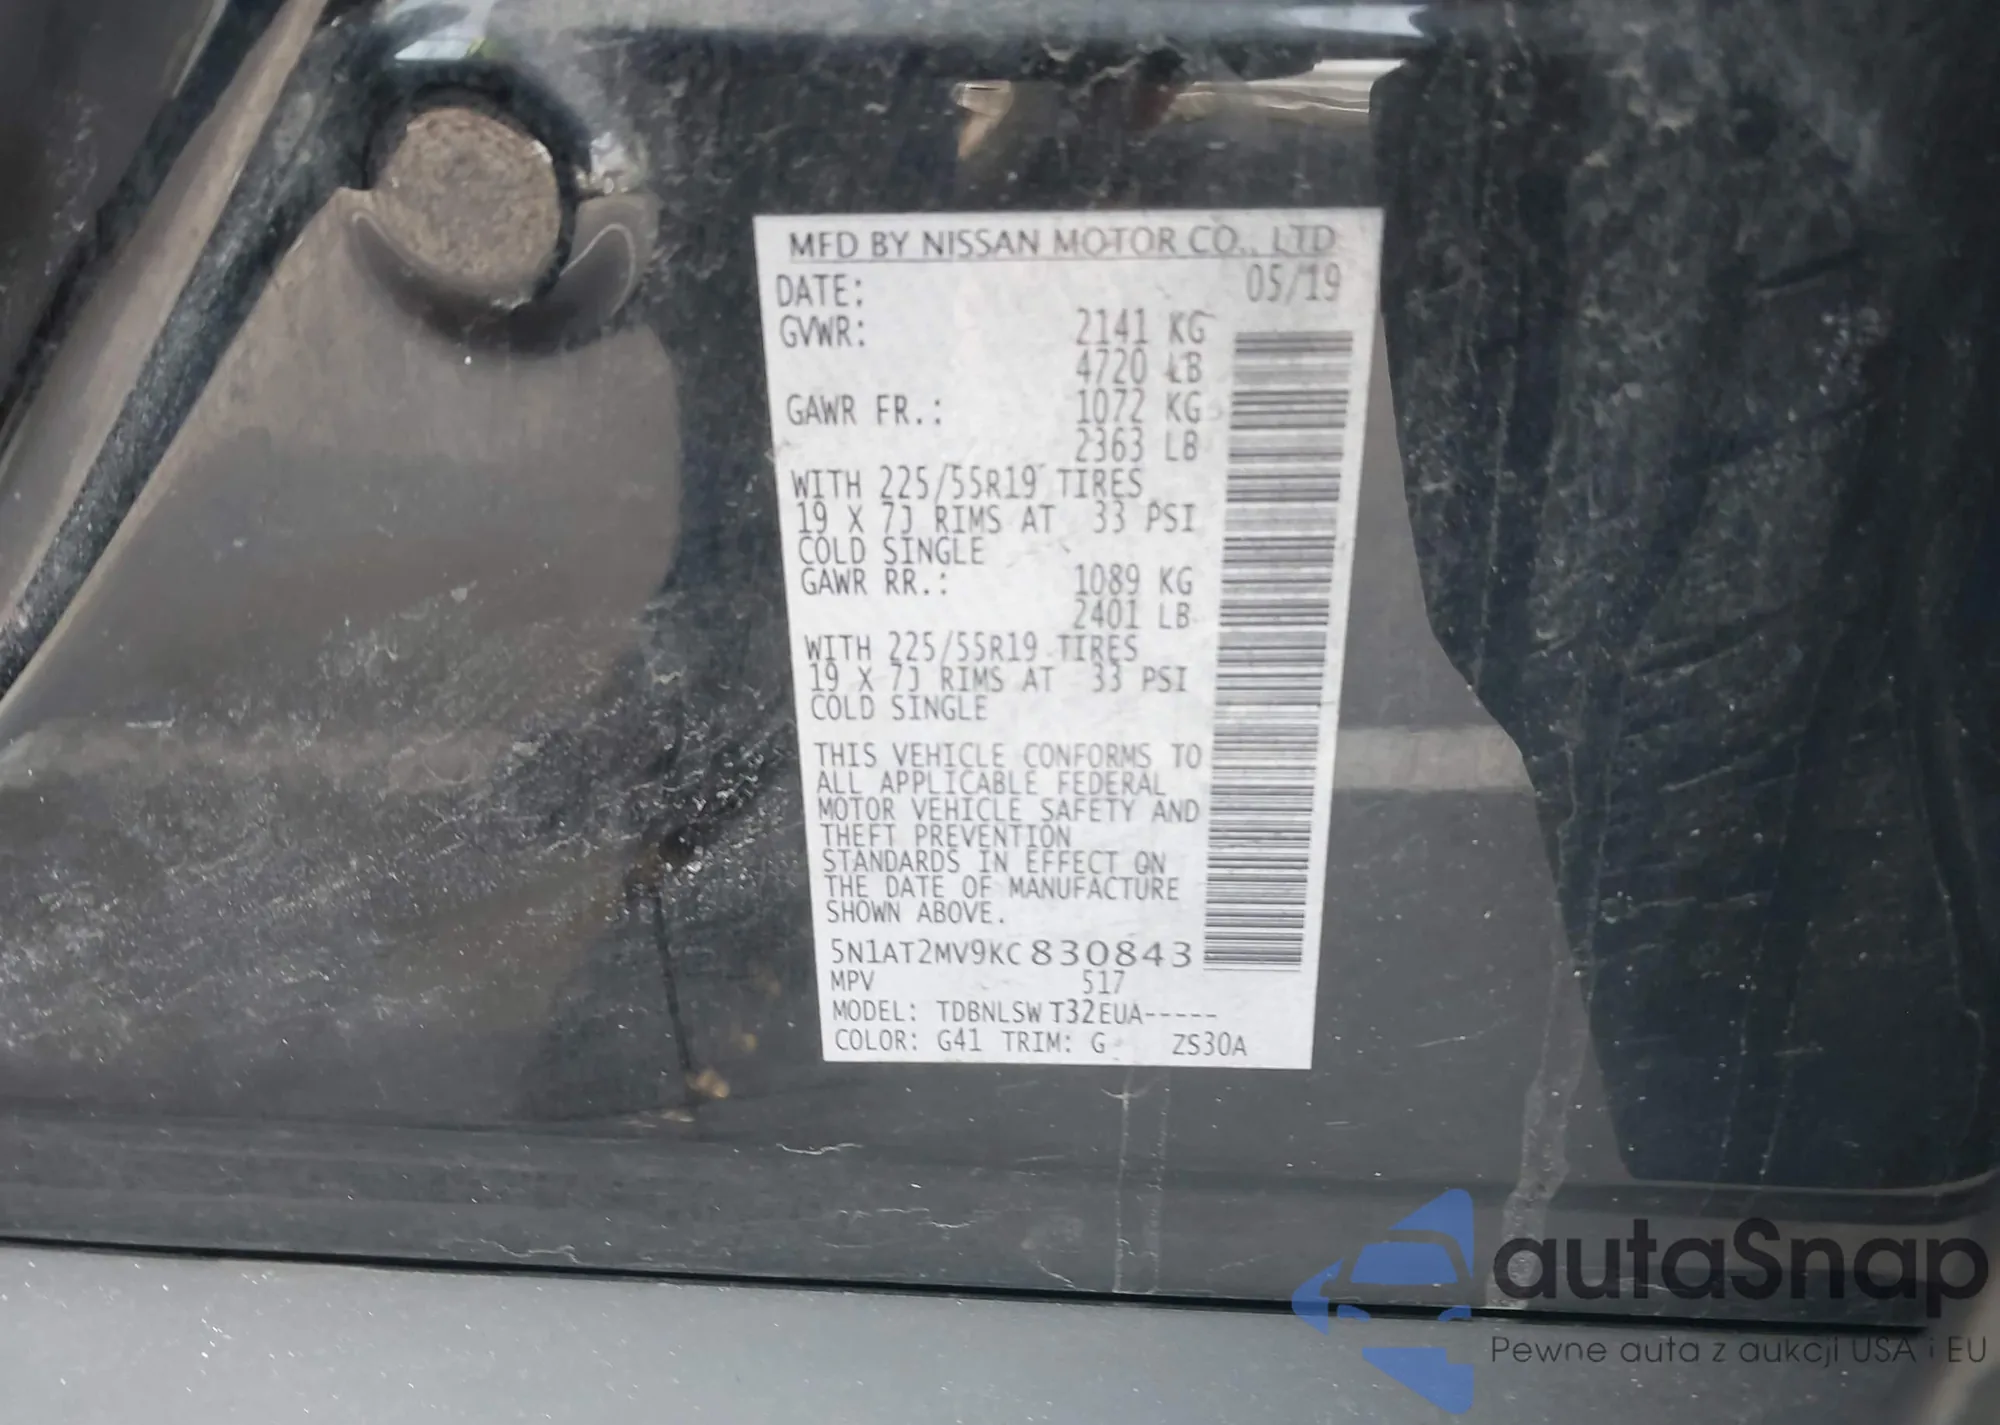 MFD BY NISSAN MOTOR CO., LTD
DATE: 05/19
GVWR: 2141 KG
4720 LB
GAWR FR.: 1072 KG
2363 LB
WITH 225/55R19 TIRES
19 X 7J RIMS AT 33 PSI
COLD SINGLE
GAWR RR.: 1089 KG
2401 LB
WITH 225/55R19 TIRES
19 X 7J RIMS AT 33 PSI
COLD SINGLE
THIS VEHICLE CONFORMS TO
ALL APPLICABLE FEDERAL
MOTOR VEHICLE SAFETY AND
THEFT PREVENTION
STANDARDS IN EFFECT ON
THE DATE OF MANUFACTURE
SHOWN ABOVE.
5N1AT2MV9KC830843
MPV 517
MODEL: TDBNLSW T32EUA-----
COLOR: G41 TRIM: G ZS30A
autaSnap
Pewne auta z aukcji USA i EU